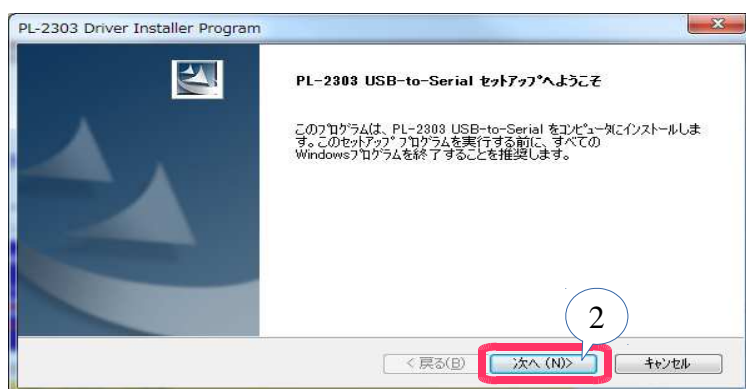 PL-2303 Driver Installer Program
PL-2303 USB-to-Serial ｾｯﾄｱｯﾌﾟへようこそ
このﾌﾟﾛｸﾞﾗﾑは、PL-2303 USB-to-Serial をｺﾝﾋﾟｭｰﾀにインストールしま
す。このｾｯﾄｱｯﾌﾟ ﾌﾟﾛｸﾞﾗﾑを実行する前に、すべての
Windowsﾌﾟﾛｸﾞﾗﾑを終了することを推奨します。
2
< 戻る(B)
次へ (N)>
ｷｬﾝｾﾙ